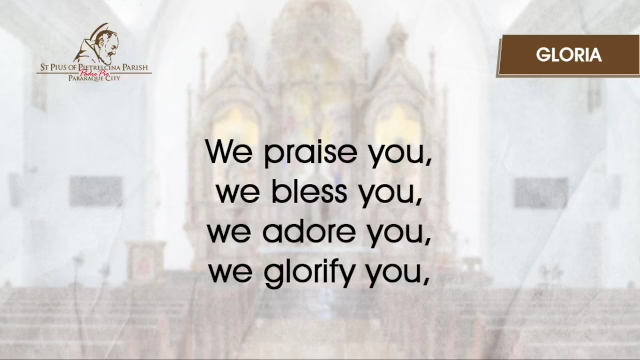 St Pius of Pietrelcina Parish
Padre Pio
Parañaque City
GLORIA
We praise you,
we bless you,
we adore you,
we glorify you,